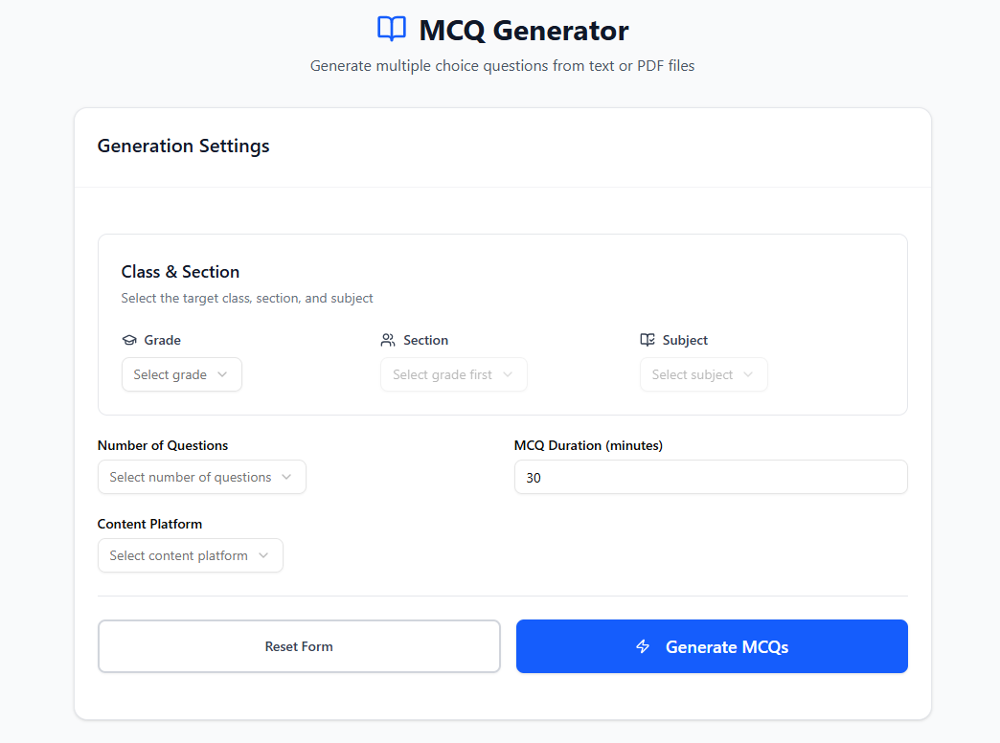 MCQ Generator
Generate multiple choice questions from text or PDF files
Generation Settings
Class & Section
Select the target class, section, and subject
Grade
Section
Subject
Select grade
Select grade first
Select subject
Number of Questions
MCQ Duration (minutes)
Select number of questions
30
Content Platform
Select content platform
Reset Form
Generate MCQs